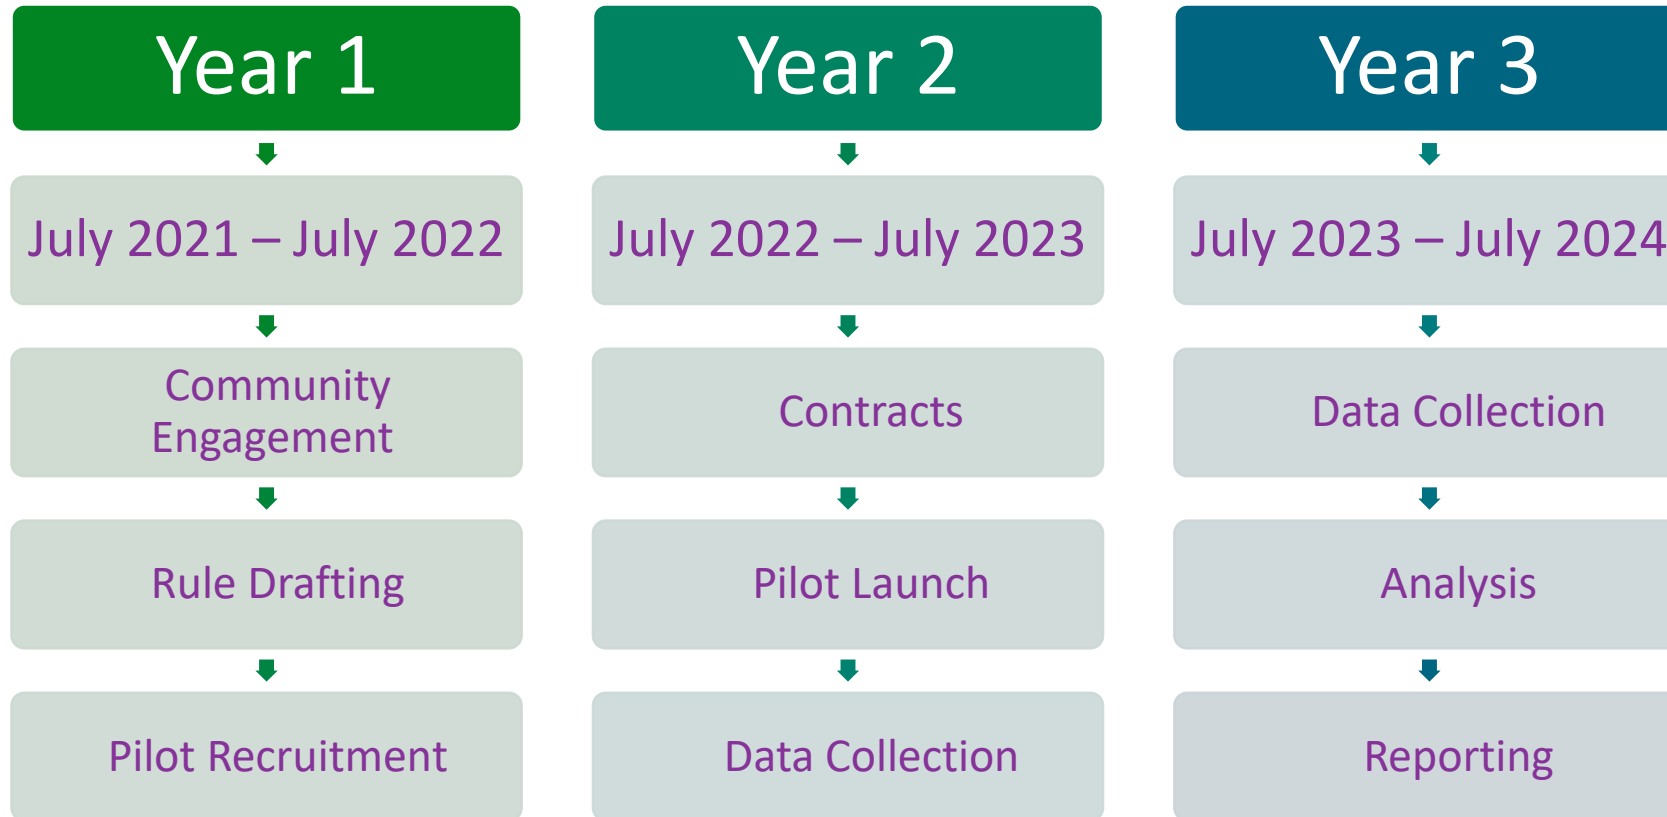 Year 1
July 2021 – July 2022
Community
Engagement
Rule Drafting
Pilot Recruitment
Year 2
July 2022 – July 2023
Contracts
Pilot Launch
Data Collection
Year 3
July 2023 – July 2024
Data Collection
Analysis
Reporting